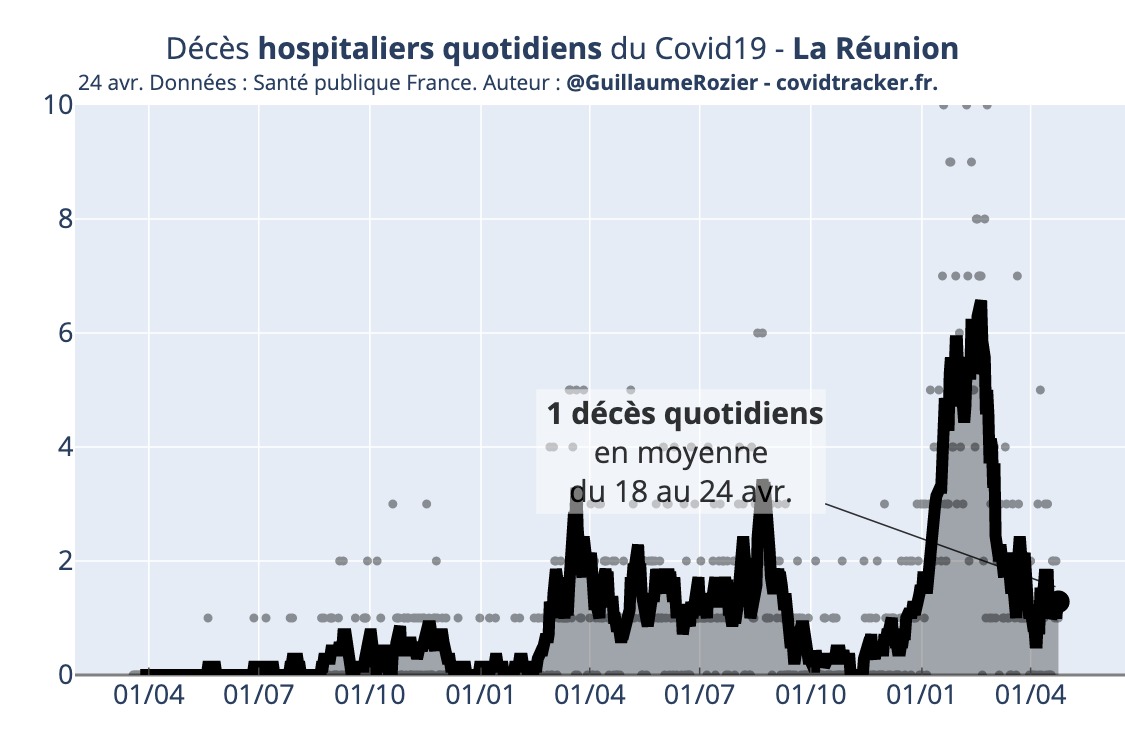 Décès hospitaliers quotidiens du Covid19 - La Réunion
24 avr. Données : Santé publique France. Auteur : @GuillaumeRozier - covidtracker.fr.
10
8
6
4
2
0
1 décès quotidiens
en moyenne
du 18 au 24 avr.
01/04 01/07 01/10 01/01 01/04 01/07 01/10 01/01 01/04